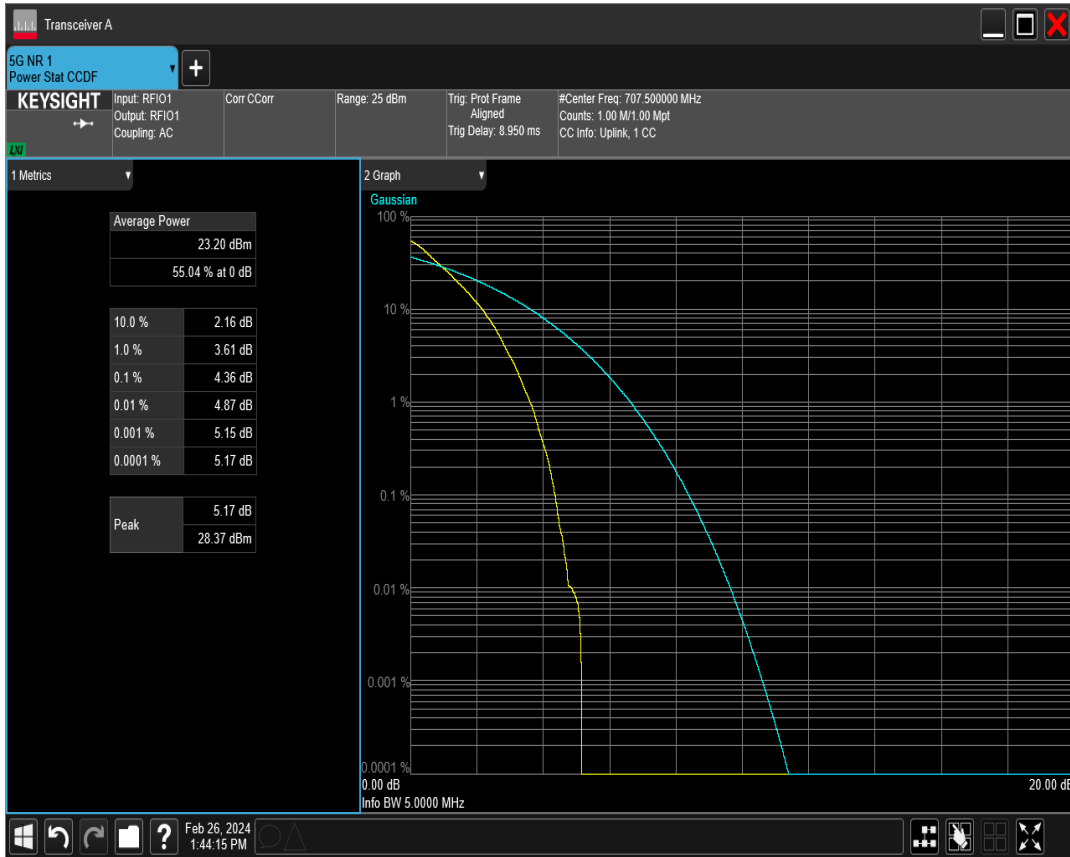 Transceiver A
5G NR 1
Power Stat CCDF
KEYSIGHT
LXI
Input: RFIO1
Output: RFIO1
Coupling: AC
Corr CCorr
Range: 25 dBm
Trig: Prot Frame
Aligned
Trig Delay: 8.950 ms
#Center Freq: 707.500000 MHz
Counts: 1.00 M/1.00 Mpt
CC Info: Uplink, 1 CC
1 Metrics
Average Power
23.20 dBm
55.04 % at 0 dB
10.0 % 2.16 dB
1.0 % 3.61 dB
0.1 % 4.36 dB
0.01 % 4.87 dB
0.001 % 5.15 dB
0.0001 % 5.17 dB
Peak 5.17 dB
28.37 dBm
2 Graph
Gaussian
100 %
10 %
1 %
0.1 %
0.01 %
0.001 %
0.0001 %
0.00 dB 20.00 dB
Info BW 5.0000 MHz
Feb 26, 2024
1:44:15 PM